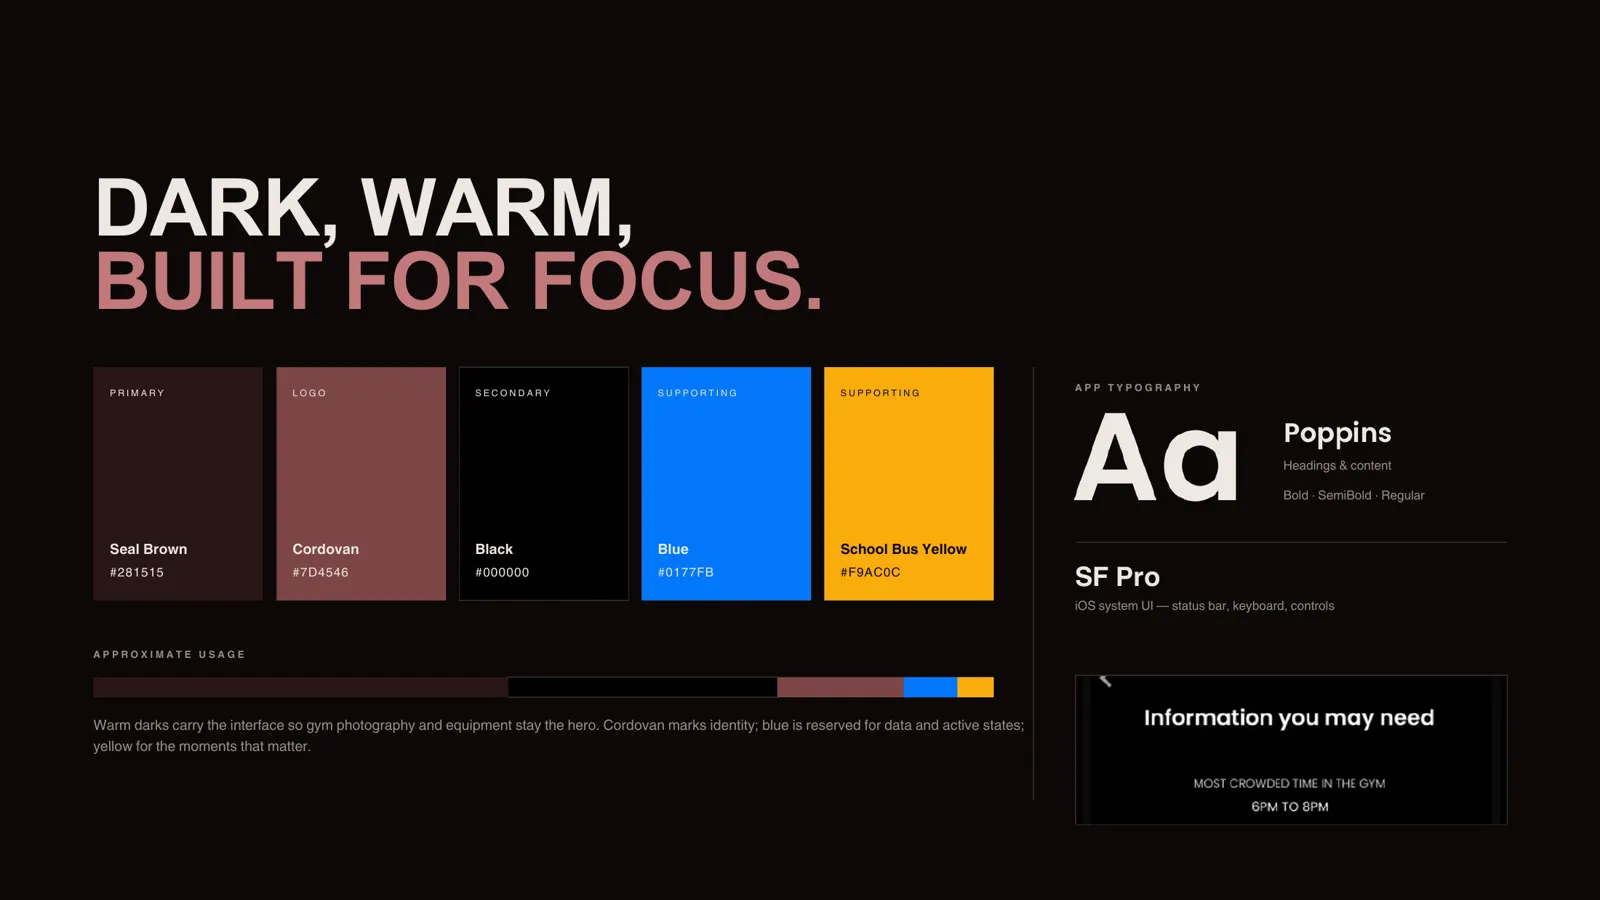 DARK, WARM,
BUILT FOR FOCUS.
PRIMARY
Seal Brown
#281515
LOGO
Cordovan
#7D4546
SECONDARY
Black
#000000
SUPPORTING
Blue
#0177FB
SUPPORTING
School Bus Yellow
#F9AC0C
APPROXIMATE USAGE
Warm darks carry the interface so gym photography and equipment stay the hero. Cordovan marks identity; blue is reserved for data and active states;
yellow for the moments that matter.
APP TYPOGRAPHY
Aa
Poppins
Headings & content
Bold · SemiBold · Regular
SF Pro
iOS system UI — status bar, keyboard, controls
Information you may need
MOST CROWDED TIME IN THE GYM
6PM TO 8PM